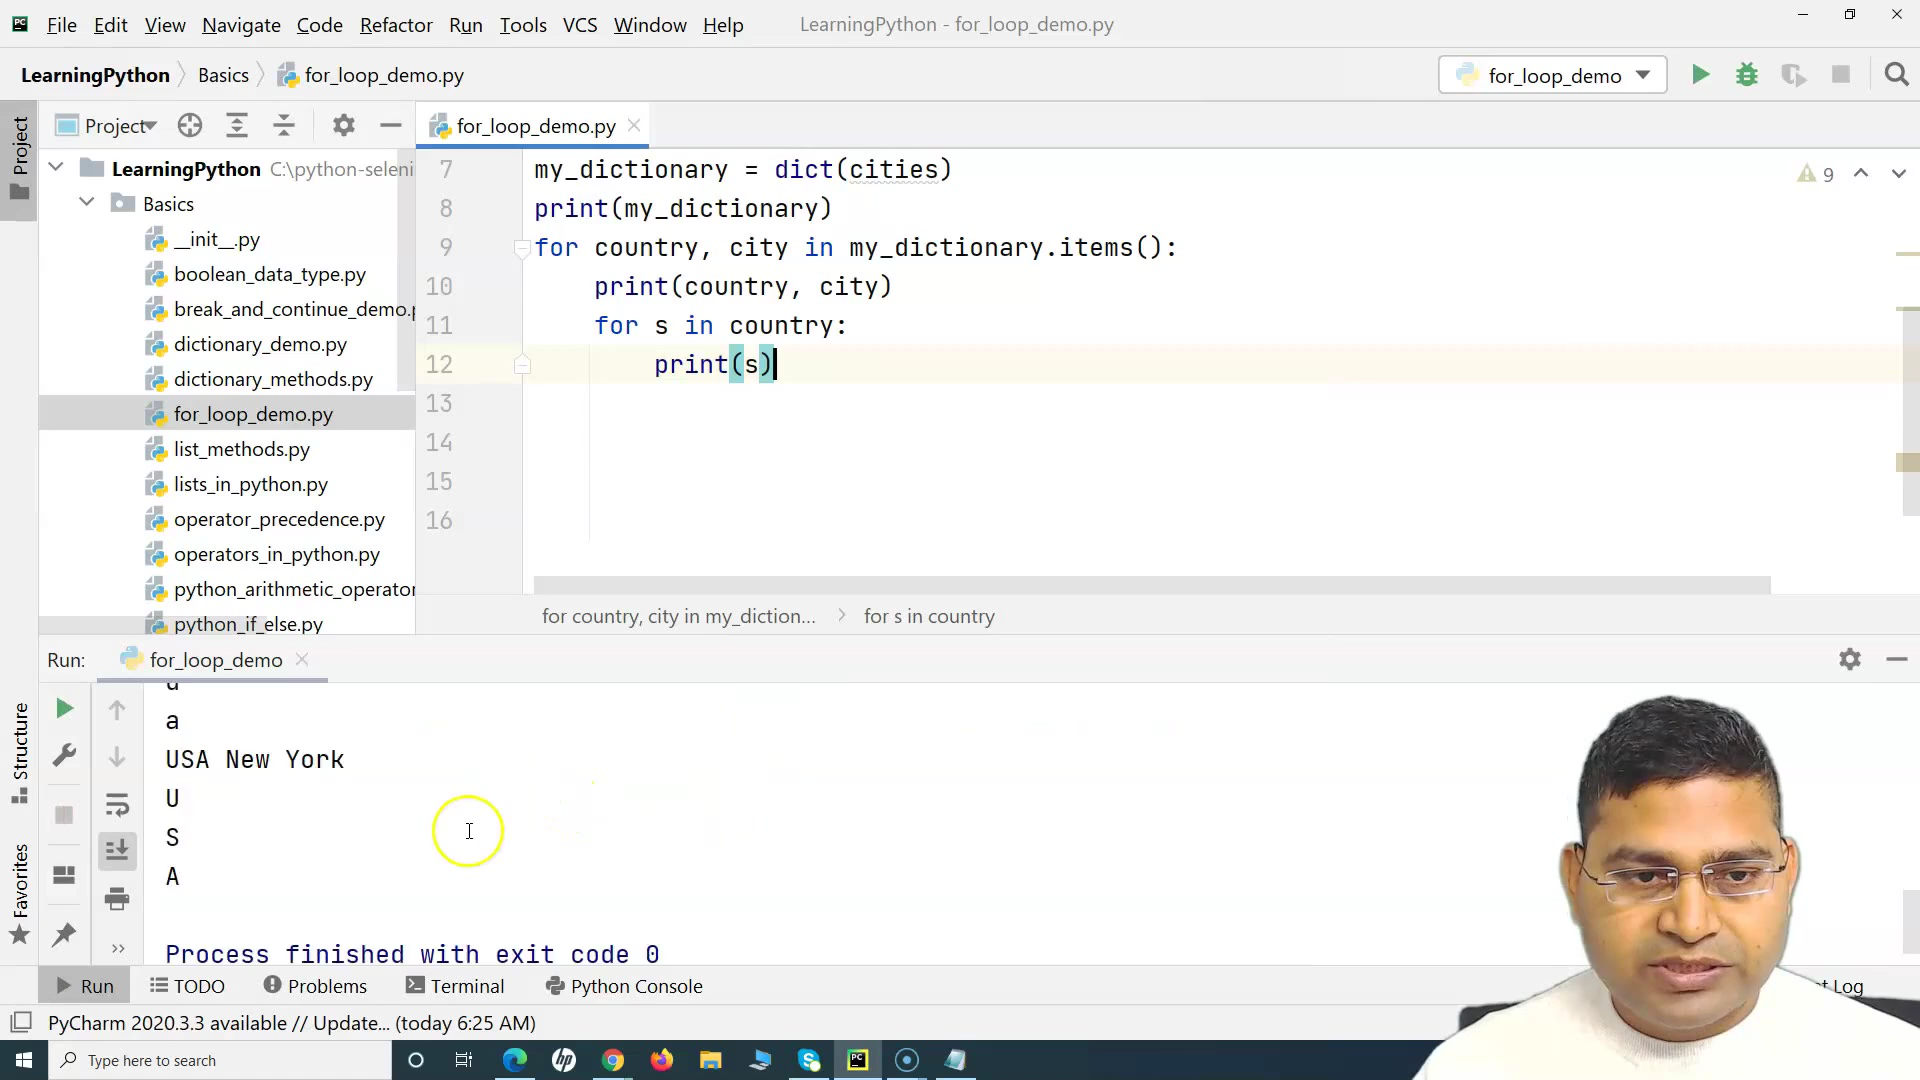 File Edit View Navigate Code Refactor Run Tools VCS Window Help LearningPython - for_loop_demo.py
LearningPython Basics for_loop_demo.py for_loop_demo
Project
Project for_loop_demo.py
LearningPython C:\python-seleni
Basics
__init__.py
boolean_data_type.py
break_and_continue_demo.p
dictionary_demo.py
dictionary_methods.py
for_loop_demo.py
list_methods.py
lists_in_python.py
operator_precedence.py
operators_in_python.py
python_arithmetic_operator
python_if_else.py
7 my_dictionary = dict(cities)
8 print(my_dictionary)
9 for country, city in my_dictionary.items():
10 print(country, city)
11 for s in country:
12 print(s)
13
14
15
16
9
for country, city in my_diction... for s in country
Run: for_loop_demo
a
USA New York
U
S
A
Process finished with exit code 0
Structure
Favorites
Run TODO Problems Terminal Python Console t Log
PyCharm 2020.3.3 available // Update... (today 6:25 AM)
Type here to search